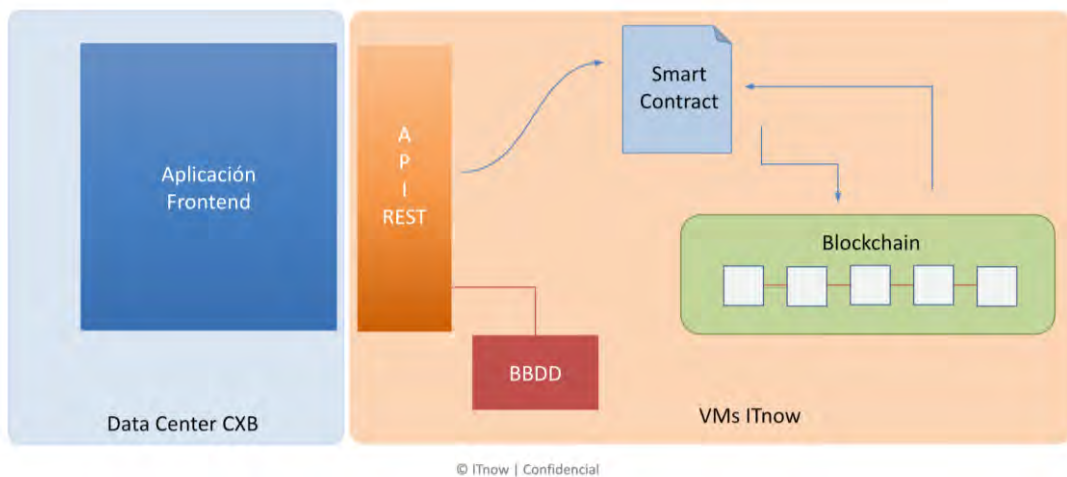 Aplicación
Frontend
A
P
I
REST
Smart
Contract
Blockchain
BBDD
Data Center CXB
VMs ITnow
© ITnow | Confidencial